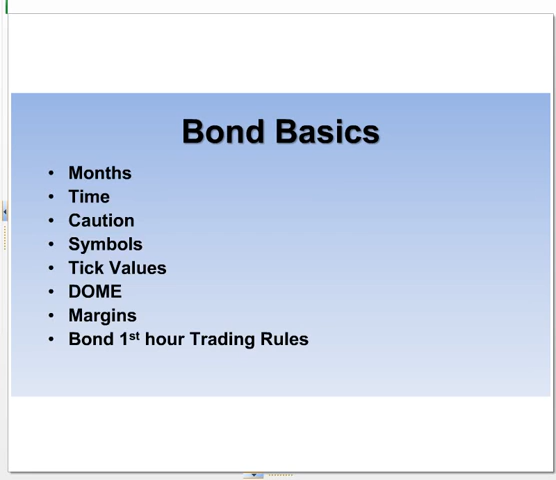 Bond Basics
• Months
• Time
• Caution
• Symbols
• Tick Values
• DOME
• Margins
• Bond 1st hour Trading Rules